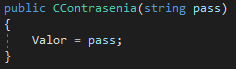 public CContrasenia(string pass)
{
Valor = pass;
}